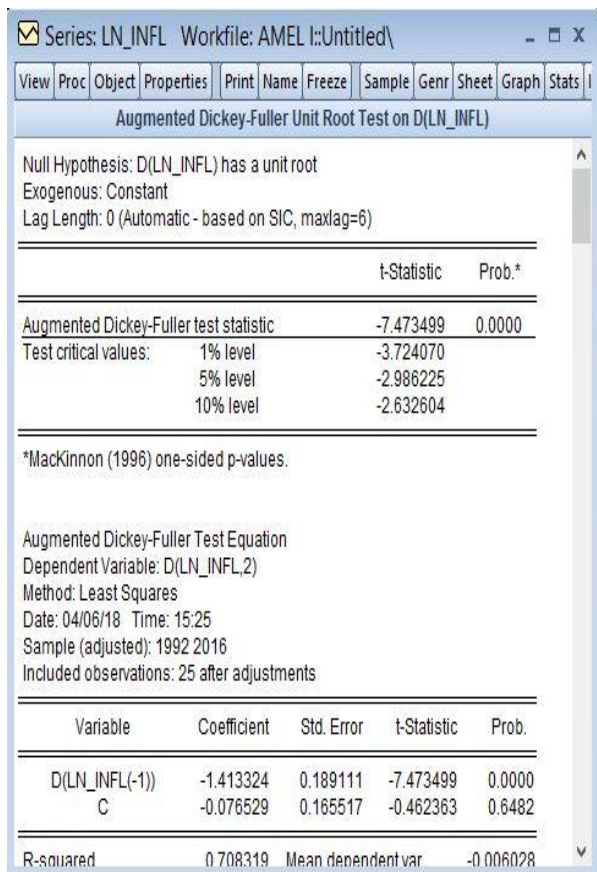 Series: LN_INFL Workfile: AMEL I::Untitled\
View Proc Object Properties Print Name Freeze Sample Genr Sheet Graph Stats
Augmented Dickey-Fuller Unit Root Test on D(LN_INFL)
Null Hypothesis: D(LN_INFL) has a unit root
Exogenous: Constant
Lag Length: 0 (Automatic - based on SIC, maxlag=6)
t-Statistic Prob.*
Augmented Dickey-Fuller test statistic -7.473499 0.0000
Test critical values: 1% level -3.724070
5% level -2.986225
10% level -2.632604
*MacKinnon (1996) one-sided p-values.
Augmented Dickey-Fuller Test Equation
Dependent Variable: D(LN_INFL,2)
Method: Least Squares
Date: 04/06/18 Time: 15:25
Sample (adjusted): 1992 2016
Included observations: 25 after adjustments
Variable Coefficient Std. Error t-Statistic Prob.
D(LN_INFL(-1)) -1.413324 0.189111 -7.473499 0.0000
C -0.076529 0.165517 -0.462363 0.6482
R-squared 0.708319 Mean dependent var -0.006028